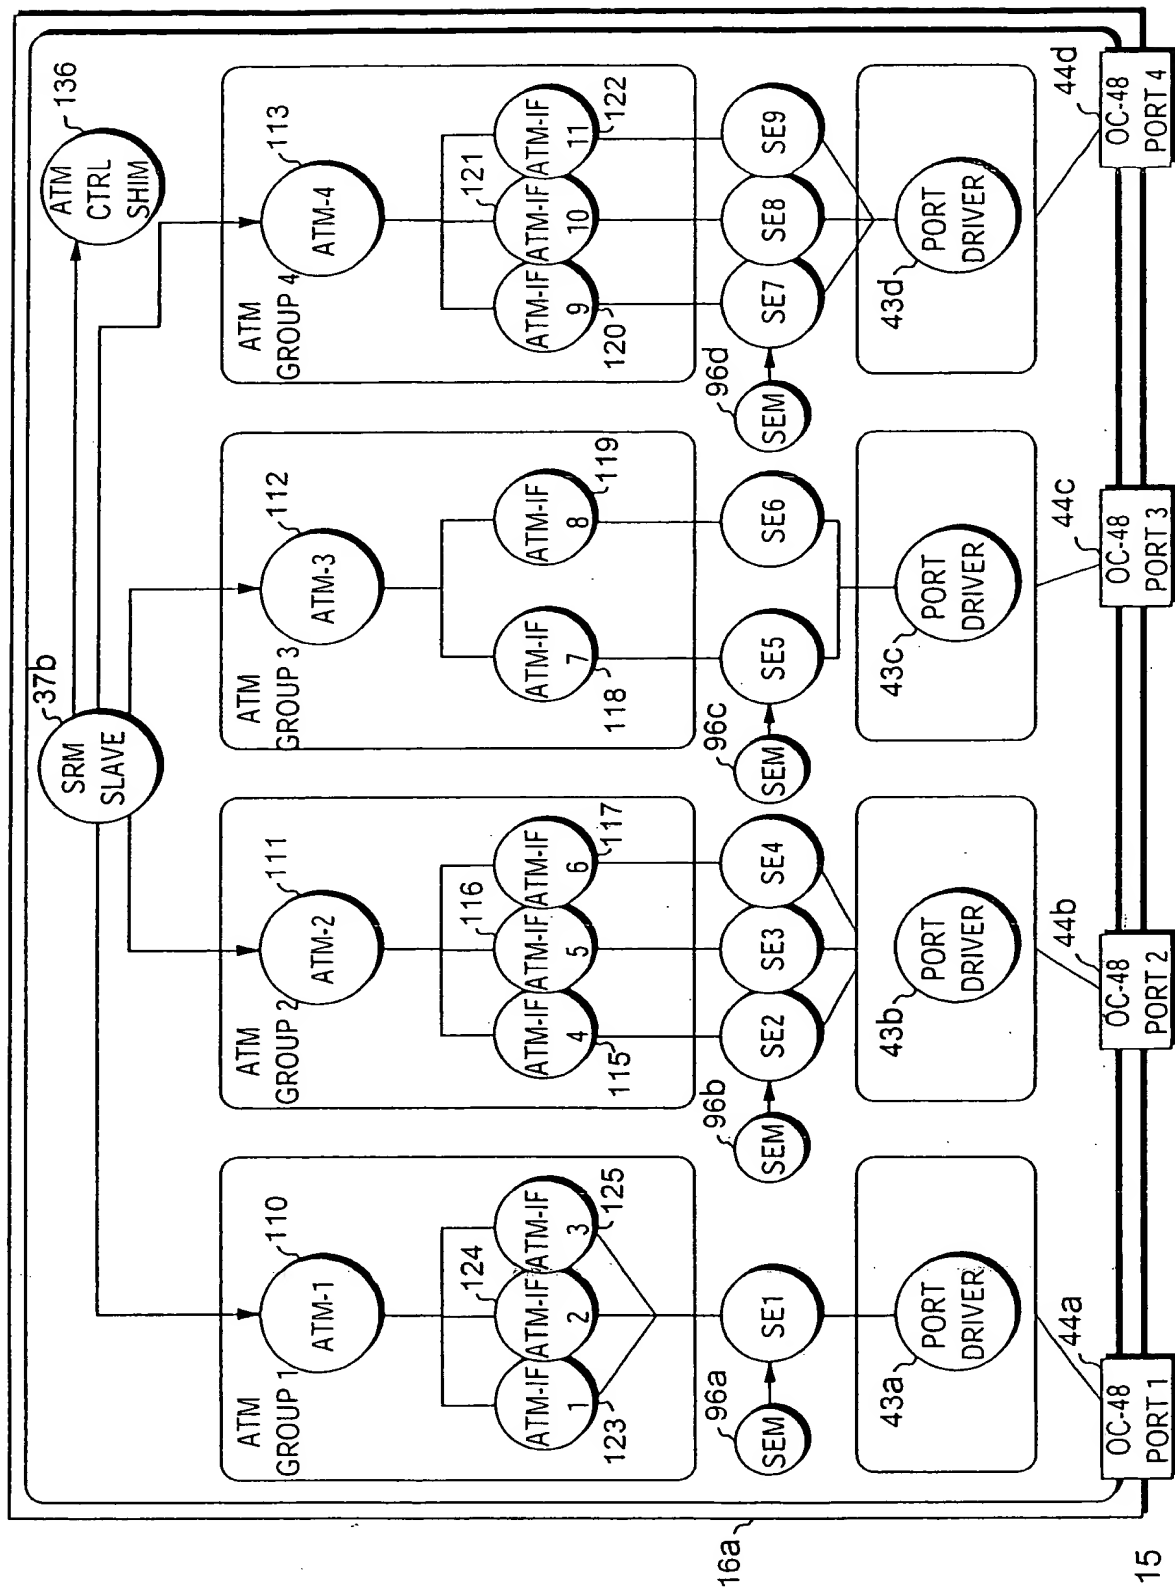 SRM
SLAVE
37b
ATM
CTRL
SHIM
136
ATM
GROUP 1
ATM-1
110
ATM
GROUP 2
ATM-2
111
ATM
GROUP 3
ATM-3
112
ATM
GROUP 4
ATM-4
113
124
ATM-IF
1
ATM-IF
2
ATM-IF
3
123
125
116
ATM-IF
4
ATM-IF
5
ATM-IF
6
115
117
ATM-IF
7
ATM-IF
8
118
119
121
ATM-IF
9
ATM-IF
10
ATM-IF
11
120
122
96a
SEM
SE1
96b
SEM
SE2
SE3
SE4
96c
SEM
SE5
SE6
96d
SEM
SE7
SE8
SE9
43a
PORT
DRIVER
43b
PORT
DRIVER
43c
PORT
DRIVER
43d
PORT
DRIVER
44a
OC-48
PORT 1
44b
OC-48
PORT 2
44c
OC-48
PORT 3
44d
OC-48
PORT 4
16a
15